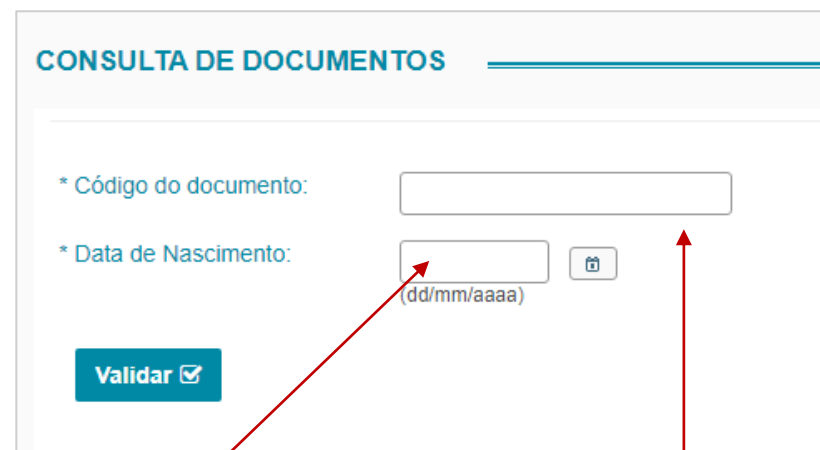 CONSULTA DE DOCUMENTOS
* Código do documento:
* Data de Nascimento:
(dd/mm/aaaa)
Validar